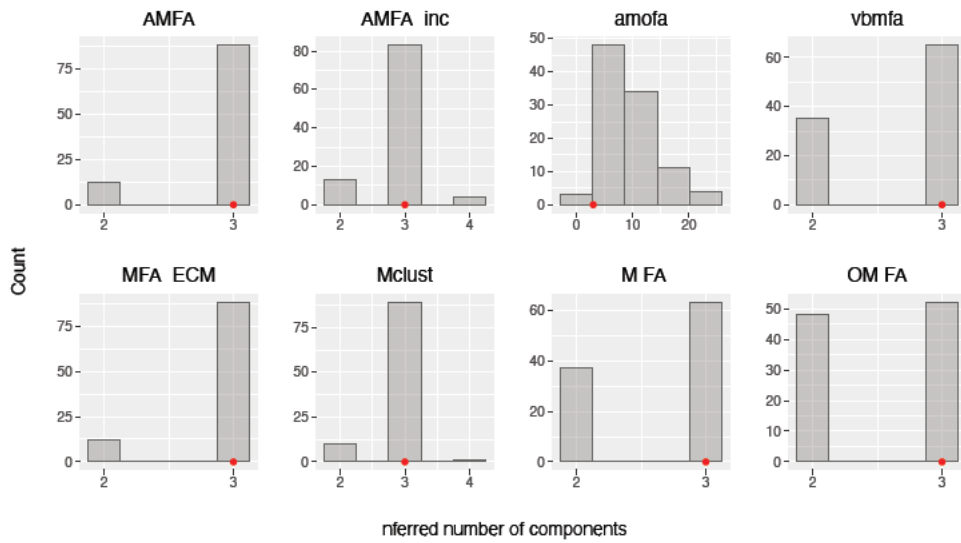 AMFA AMFA inc amofa vbmfa
75 50 25 0
2 3
80 60 40 20 0
2 3 4
50 40 30 20 10 0
0 10 20
60 40 20 0
2 3
Count
MFA ECM Mclust M FA OM FA
75 50 25 0
2 3
75 50 25 0
2 3 4
60 40 20 0
2 3
50 40 30 20 10 0
2 3
nferred number of components